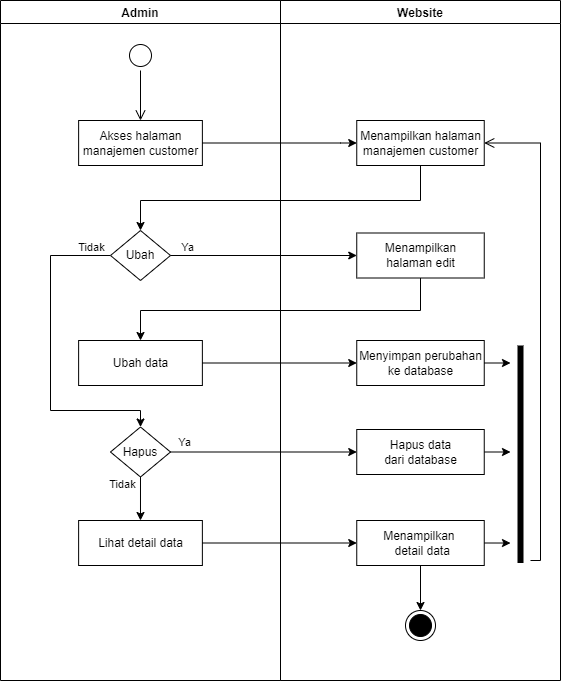 Admin
Website
Akses halaman
manajemen customer
Menampilkan halaman
manajemen customer
Tidak
Ubah
Ya
Menampilkan
halaman edit
Ubah data
Menyimpan perubahan
ke database
Hapus
Ya
Tidak
Hapus data
dari database
Lihat detail data
Menampilkan
detail data